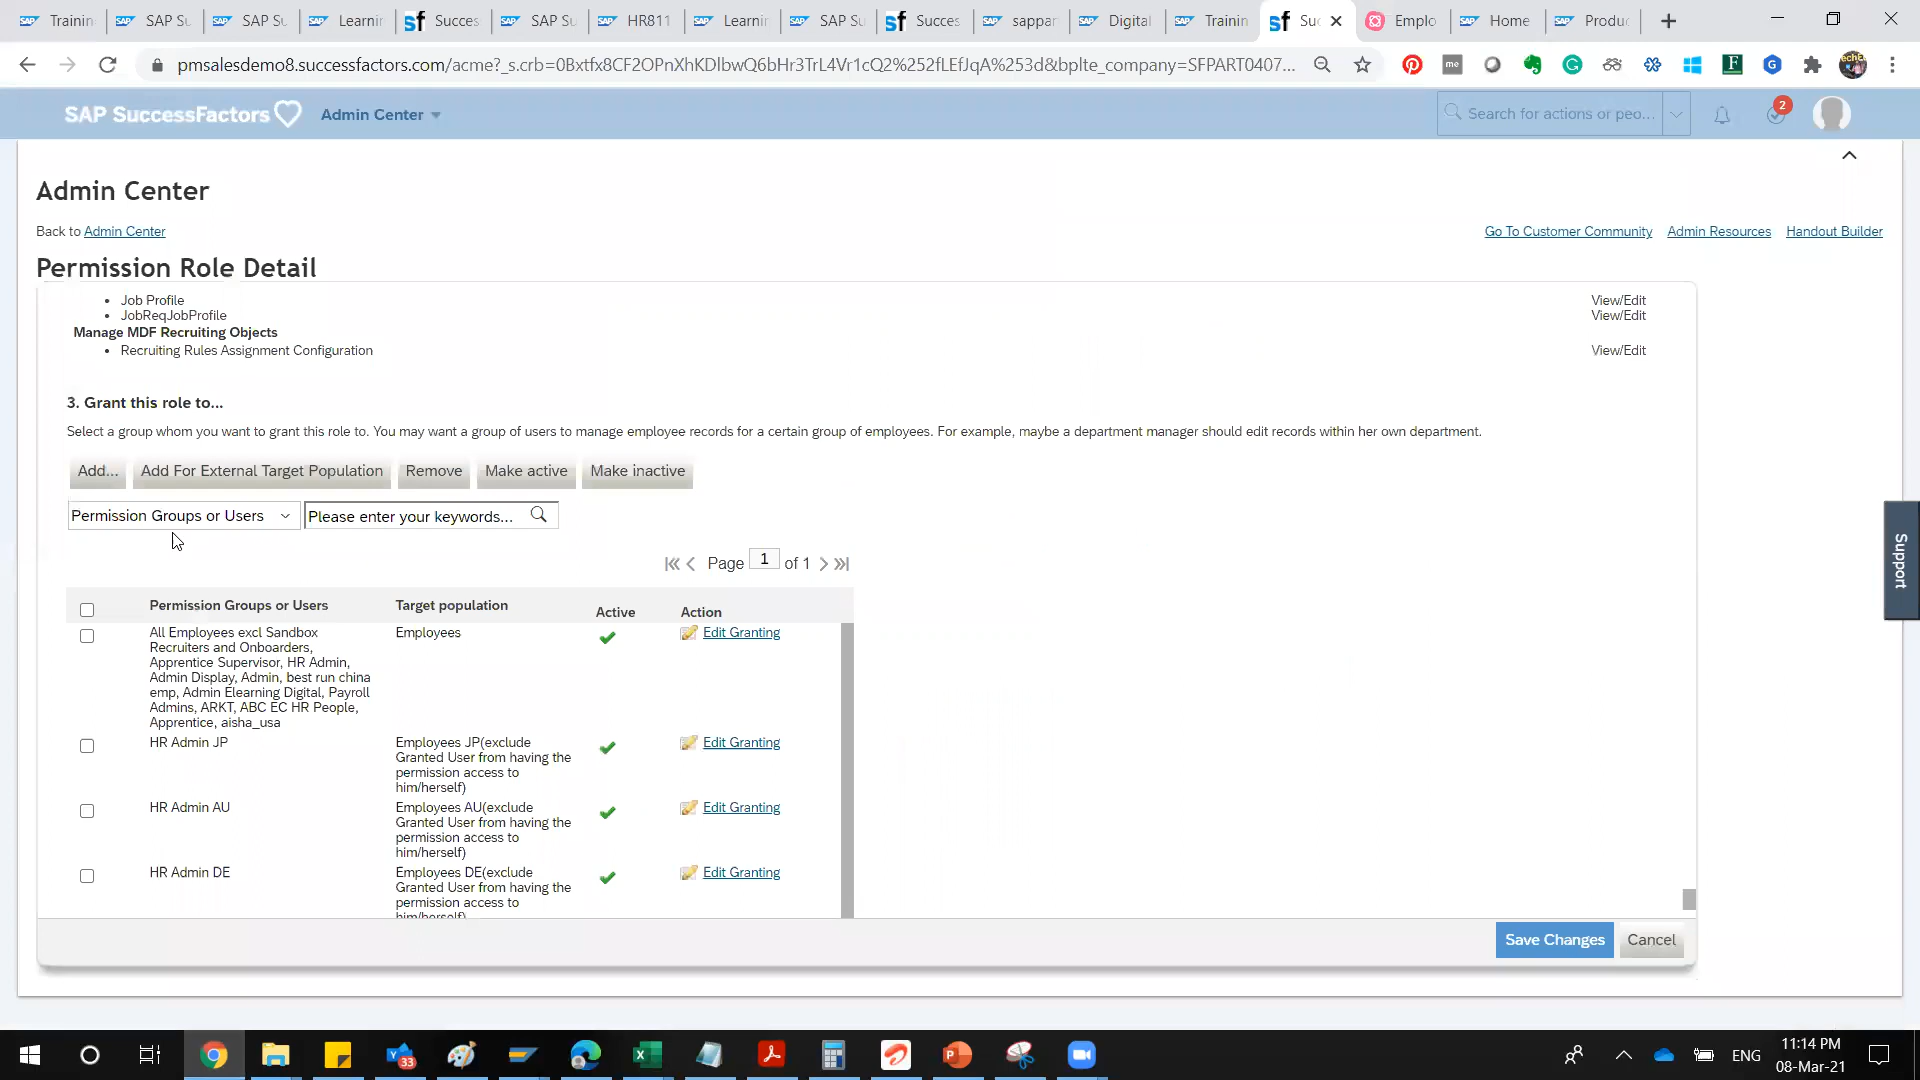 Training
SAP Su
SAP Su
Learnin
Succes
SAP Su
HR811
Learnin
SAP Su
Succes
sappar
Digital
Training
Suc
Emplo
Home
Produc
pmsalesdemo8.successfactors.com/acme?_s.crb=0Bxtfx8CF2OPnXhKDlbwQ6bHr3TrL4Vr1cQ2%252fLEfJqA%253d&bplte_company=SFPART0407...
SAP SuccessFactors
Admin Center
Search for actions or peo...
2
Admin Center
Back to Admin Center
Go To Customer Community
Admin Resources
Handout Builder
Permission Role Detail
Job Profile View/Edit
JobReqJobProfile View/Edit
Manage MDF Recruiting Objects
Recruiting Rules Assignment Configuration View/Edit
3. Grant this role to...
Select a group whom you want to grant this role to. You may want a group of users to manage employee records for a certain group of employees. For example, maybe a department manager should edit records within her own department.
Add...
Add For External Target Population
Remove
Make active
Make inactive
Permission Groups or Users
Please enter your keywords...
Page 1 of 1
Permission Groups or Users Target population Active Action
All Employees excl Sandbox
Recruiters and Onboarders,
Apprentice Supervisor, HR Admin,
Admin Display, Admin, best run china
emp, Admin Elearning Digital, Payroll
Admins, ARKT, ABC EC HR People,
Apprentice, aisha_usa
Employees
Edit Granting
HR Admin JP
Employees JP(exclude
Granted User from having the
permission access to
him/herself)
Edit Granting
HR Admin AU
Employees AU(exclude
Granted User from having the
permission access to
him/herself)
Edit Granting
HR Admin DE
Employees DE(exclude
Granted User from having the
permission access to
him/herself)
Edit Granting
Save Changes
Cancel
Support
33
ENG
11:14 PM
08-Mar-21